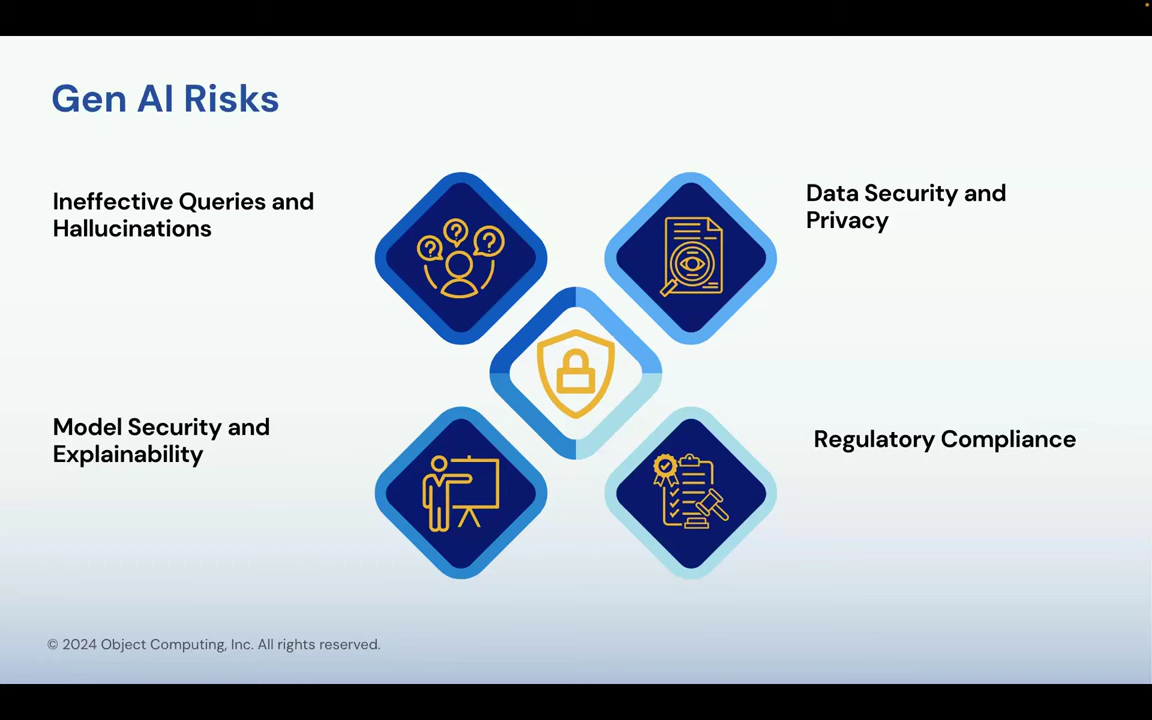 Gen AI Risks
Ineffective Queries and
Hallucinations
Data Security and
Privacy
Model Security and
Explainability
Regulatory Compliance
© 2024 Object Computing, Inc. All rights reserved.